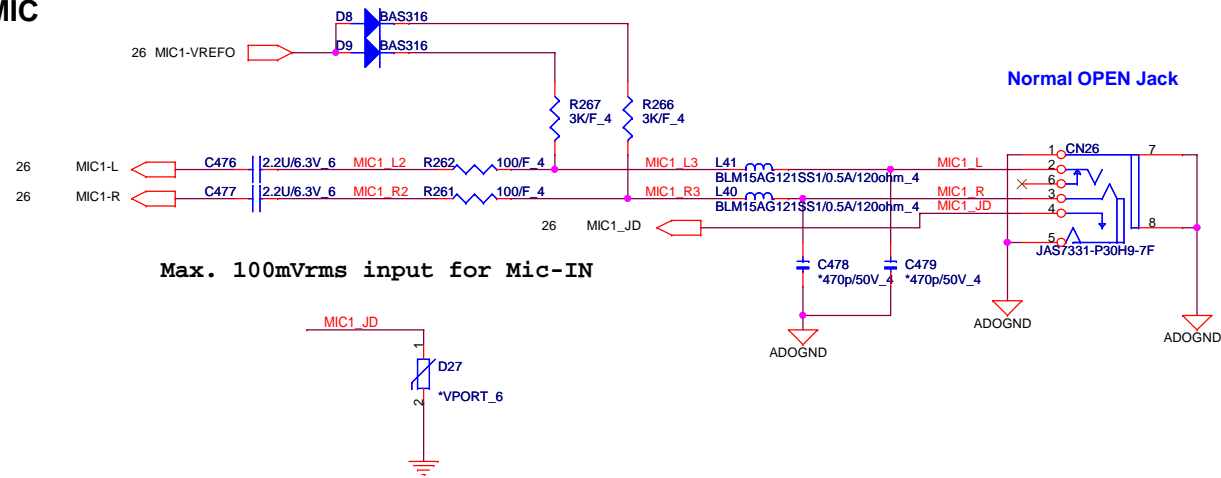 MIC
D8 BAS316
26 MIC1-VREFO
D9 BAS316
Normal OPEN Jack
R267
3K/F_4
R266
3K/F_4
26 MIC1-L C476 2.2U/6.3V_6 MIC1_L2 R262 100/F_4 MIC1_L3 L41 MIC1_L
BLM15AG121SS1/0.5A/120ohm_4
26 MIC1-R C477 2.2U/6.3V_6 MIC1_R2 R261 100/F_4 MIC1_R3 L40 MIC1_R
BLM15AG121SS1/0.5A/120ohm_4
26 MIC1_JD
MIC1_JD
1 CN26 7
2
6
3
4
8
5
JAS7331-P30H9-7F
Max. 100mVrms input for Mic-IN
C478
*470p/50V_4
C479
*470p/50V_4
ADOGND
ADOGND
ADOGND
MIC1_JD
1
D27
*VPORT_6
2